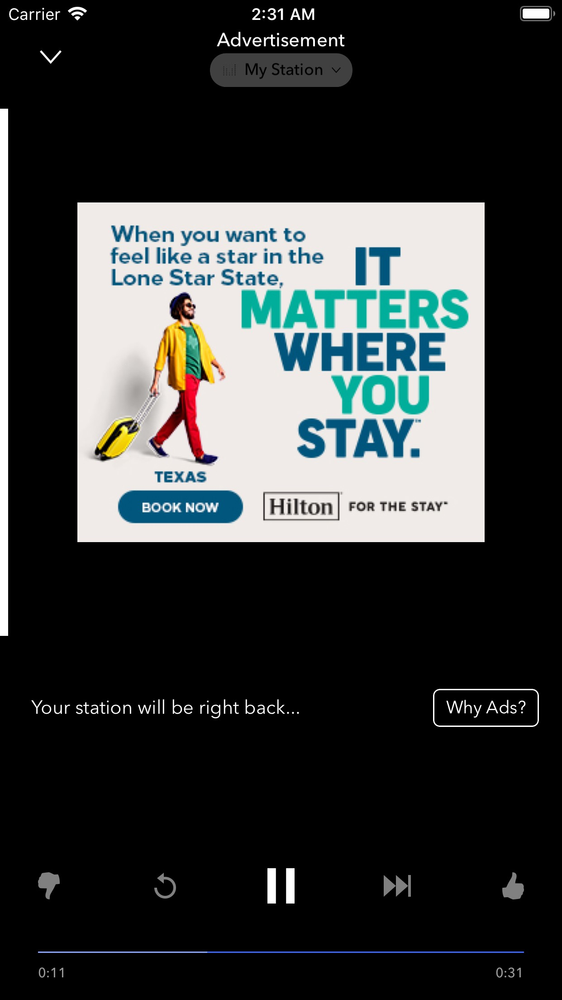 Carrier
2:31 AM
Advertisement
My Station
When you want to
feel like a star in the
Lone Star State,
IT
MATTERS
WHERE
YOU
STAY.™
TEXAS
BOOK NOW
Hilton FOR THE STAY™
Your station will be right back...
Why Ads?
0:11
0:31